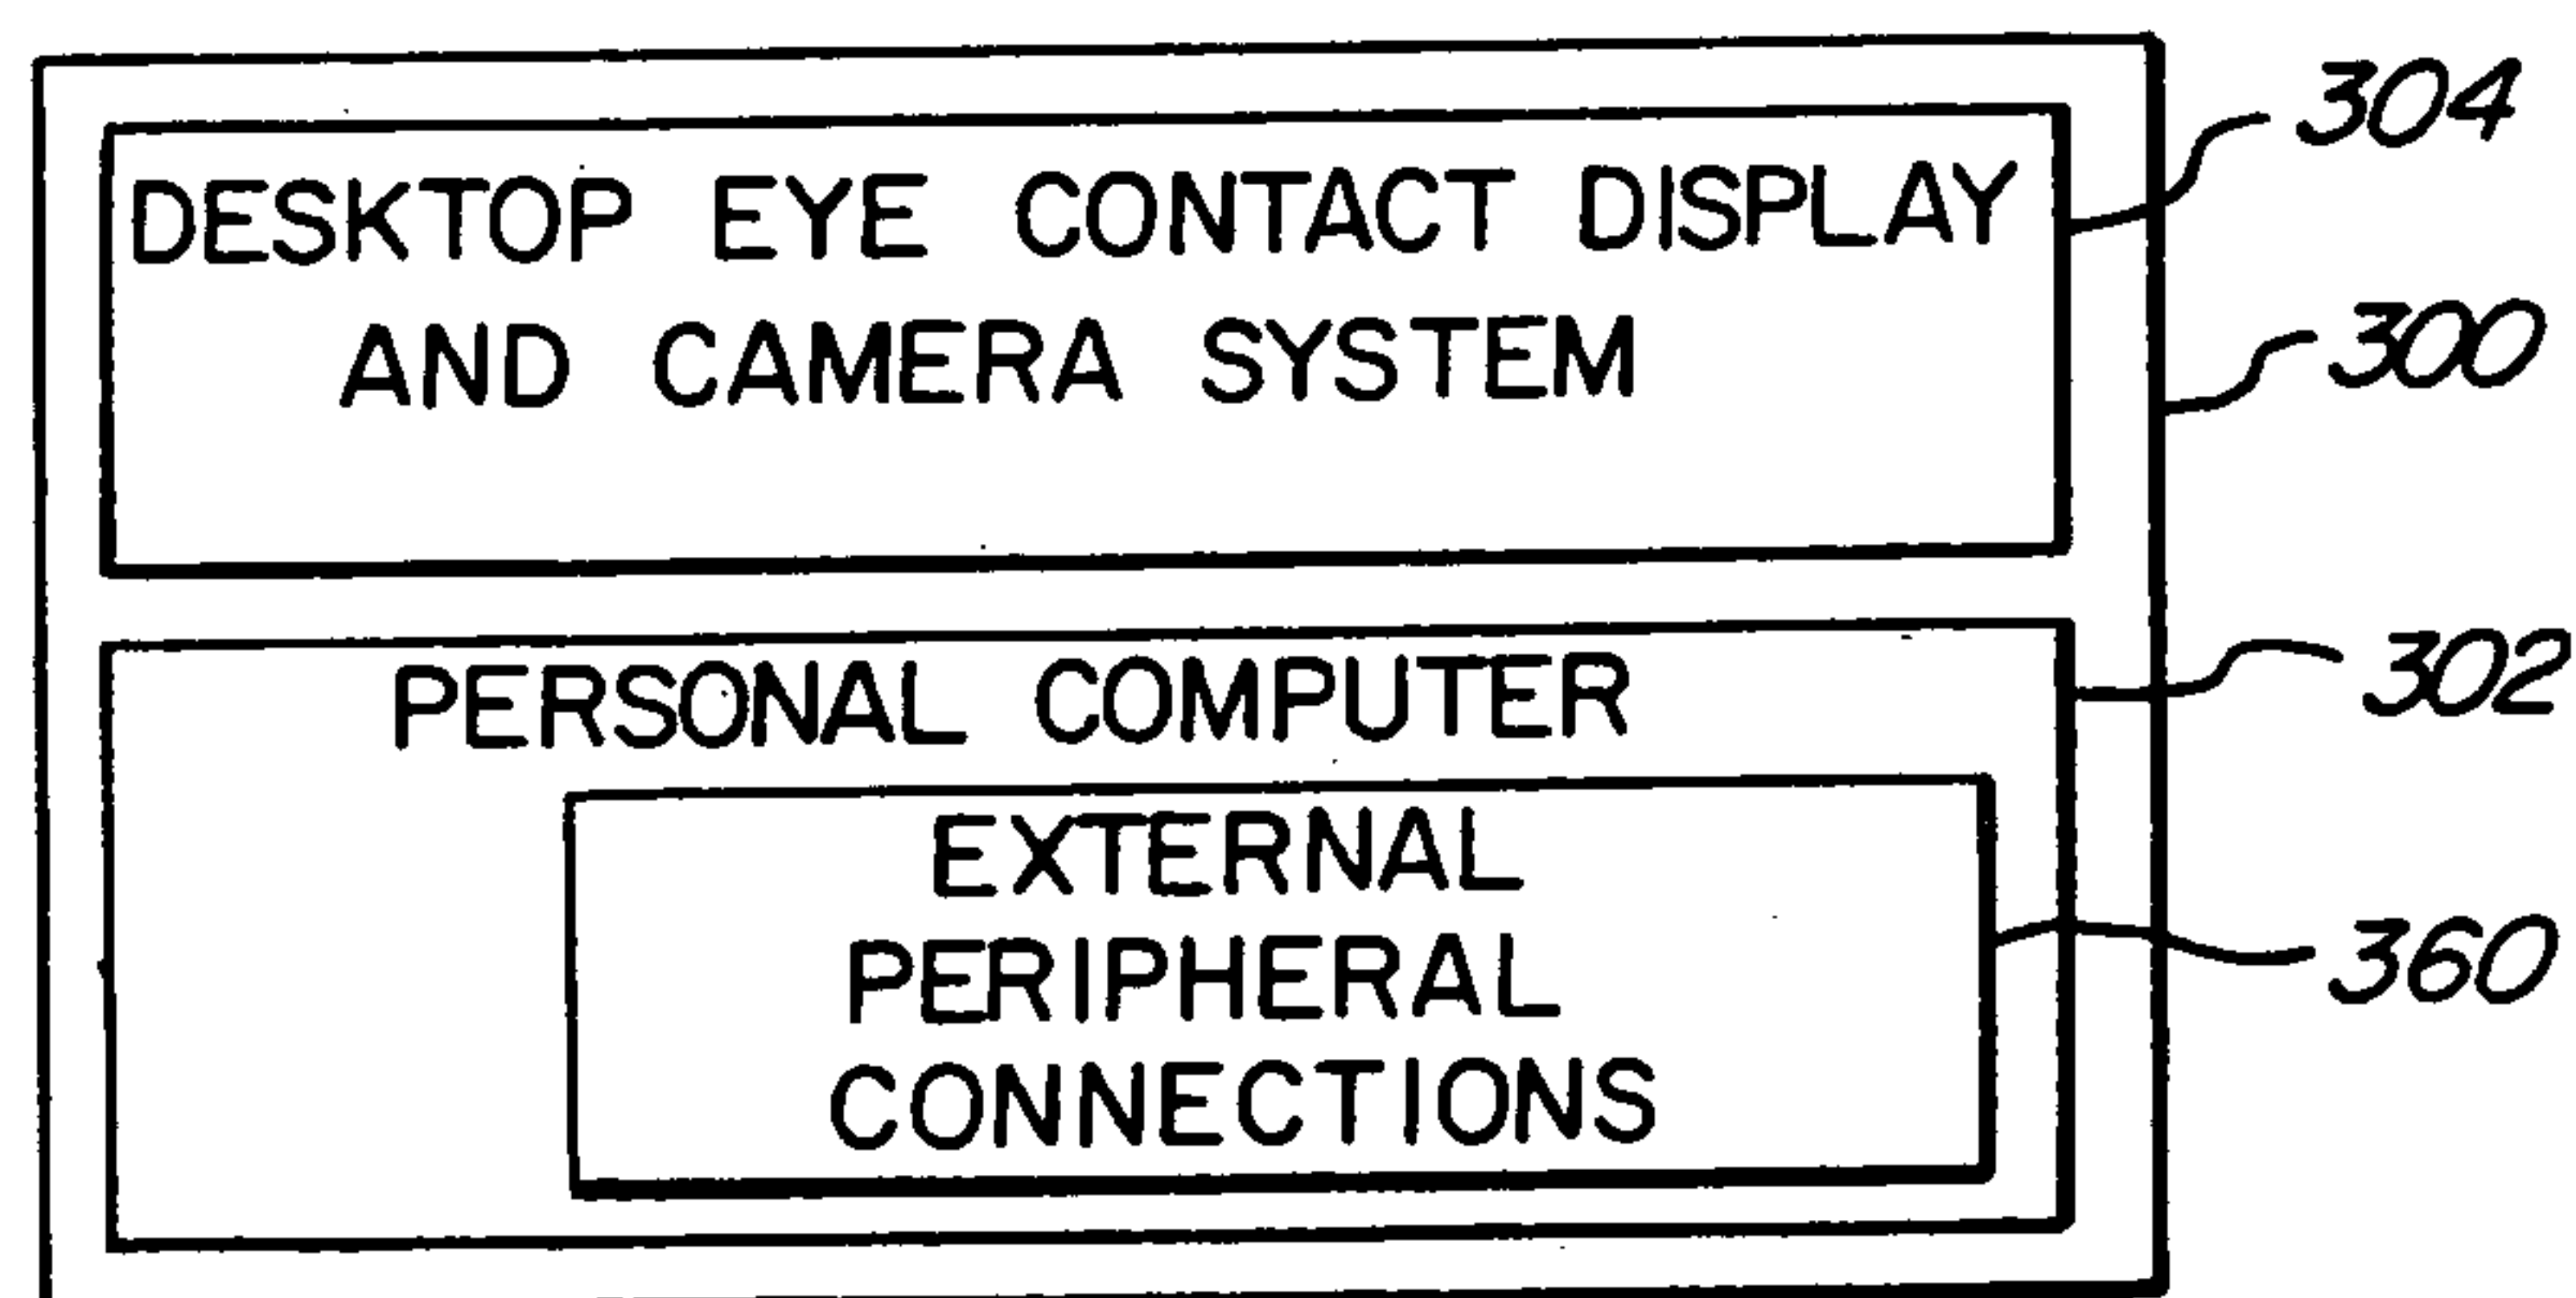 DESKTOP EYE CONTACT DISPLAY
AND CAMERA SYSTEM
304
300
PERSONAL COMPUTER
302
EXTERNAL
PERIPHERAL
CONNECTIONS
360